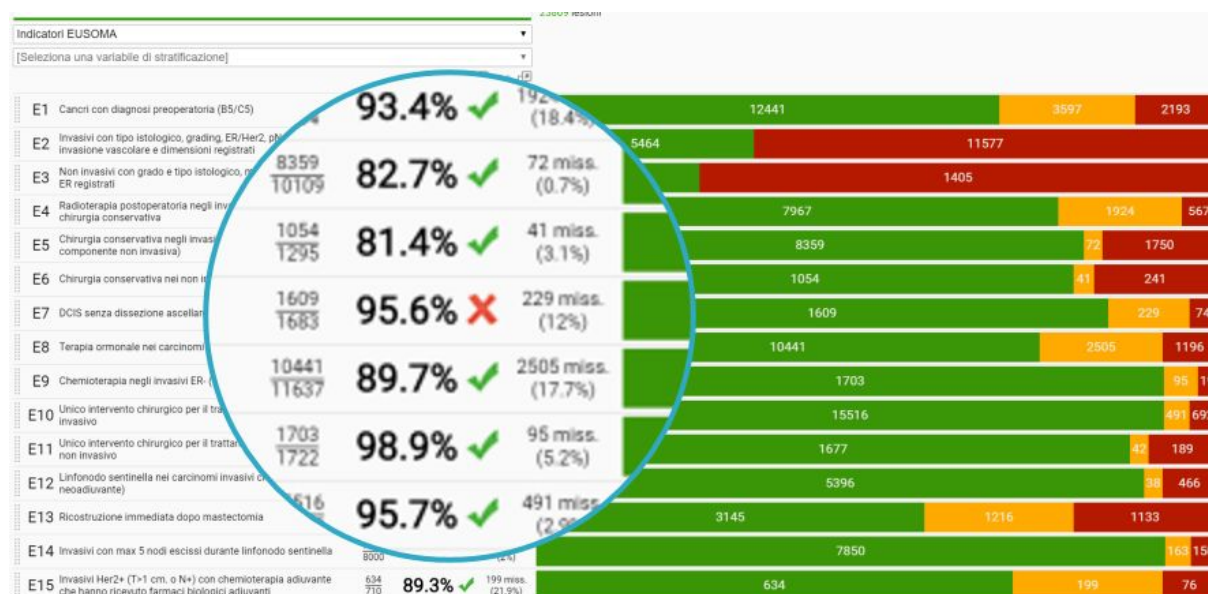 23809 lesioni
Indicatori EUSOMA
[Seleziona una variabile di stratificazione]
E1 Cancri con diagnosi preoperatoria (B5/C5) 12441 3597 2193
E2 Invasivi con tipo istologico, grading, ER/Her2,
invasione vascolare e dimensioni registrati 5464 11577
E3 Non invasivi con grado e tipo istologico,
ER registrati 1405
E4 Radioterapia postoperatoria negli
chirurgia conservativa 93.4% (18.4%) 7967 1924 567
E5 Chirurgia conservativa negli
componente non invasiva) 8359 10109 82.7% 72 miss. (0.7%) 8359 72 1750
E6 Chirurgia conservativa nei non 1054 1295 81.4% 41 miss. (3.1%) 1054 41 241
E7 DCIS senza dissezione 1609 1683 95.6% 229 miss. (12%) 1609 229 74
E8 Terapia ormonale nei carcinomi 10441 11637 89.7% 2505 miss. (17.7%) 10441 2505 1196
E9 Chemioterapia negli invasivi ER- 1703 1722 98.9% 95 miss. (5.2%) 1703 95
E10 Unico intervento chirurgico per il
invasivo 95.7% 491 miss. 15516 491
E11 Unico intervento chirurgico per il
non invasivo 1677 42 189
E12 Linfonodo sentinella nei carcinomi invasivi
neoadiuvante) 5396 38 466
E13 Ricostruzione immediata dopo mastectomia 3145 1216 1133
E14 Invasivi con max 5 nodi escissi durante linfonodo sentinella 8000 (2%) 7850 163
E15 Invasivi Her2+ (T>1 cm. o N+) con chemioterapia adiuvante
che hanno ricevuto farmaci biologici adiuvanti 634 710 89.3% 199 miss. (21.9%) 634 199 76